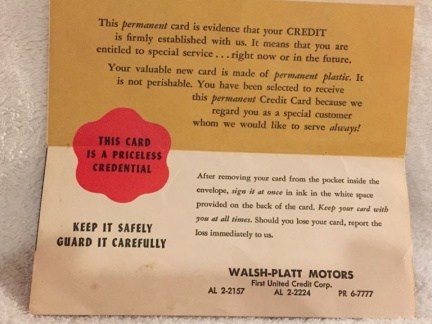 This permanent card is evidence that your CREDIT
is firmly established with us. It means that you are
entitled to special service . . . right now or in the future.
Your valuable new card is made of permanent plastic. It
is not perishable. You have been selected to receive
this permanent Credit Card because we
regard you as a special customer
whom we would like to serve always!
THIS CARD
IS A PRICELESS
CREDENTIAL
KEEP IT SAFELY
GUARD IT CAREFULLY
After removing your card from the pocket inside the
envelope, sign it at once in ink in the white space
provided on the back of the card. Keep your card with
you at all times. Should you lose your card, report the
loss immediately to us.
WALSH-PLATT MOTORS
First United Credit Corp.
AL 2-2157 AL 2-2224 PR 6-7777